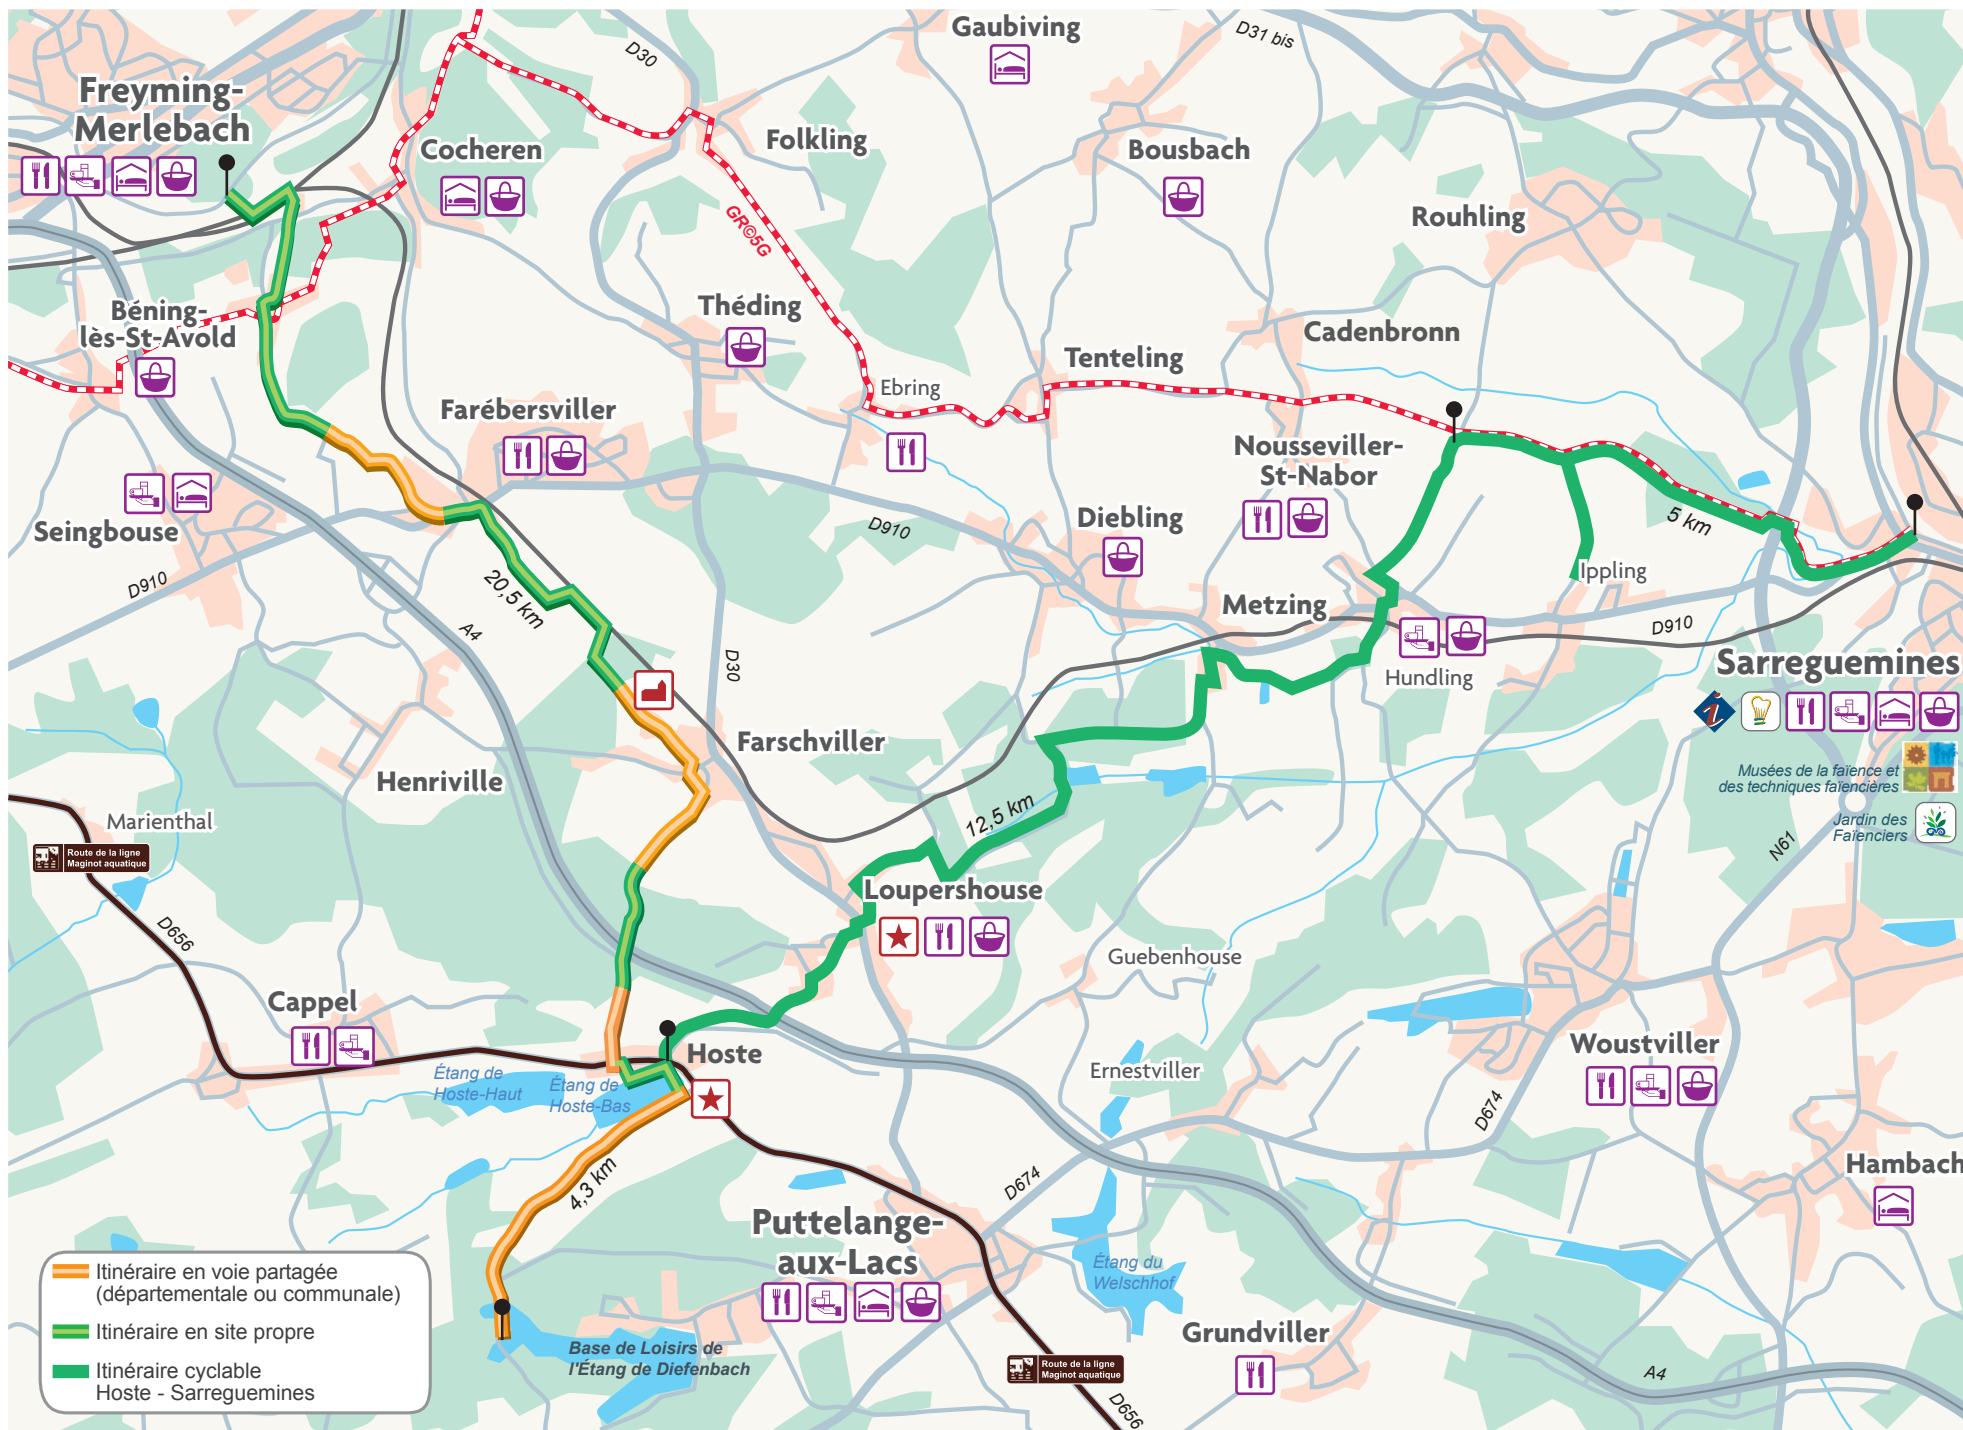 Gaubiving
D31 bis
D30
Freyming-
Merlebach
Cocheren
Folkling
Bousbach
Rouhling
GR©5G
Béning-
lès-St-Avold
Théding
Cadenbronn
Tenteling
Ebring
Farébersviller
Nousseviller-
St-Nabor
Seingbouse
D910
Diebling
5 km
D910
20,5 km
A4
Ippling
Metzing
D910
D30
Hundling
Sarreguemines
i
Farschviller
Henriville
Musées de la faïence et
des techniques faïencières
Marienthal
12,5 km
Jardin des
Faïenciers
N61
Route de la ligne
Maginot aquatique
Loupershouse
D656
Guebenhouse
Cappel
Hoste
Woustviller
Étang de
Hoste-Haut
Étang de
Hoste-Bas
Ernestviller
D674
4,3 km
D674
Hambach
Puttelange-
aux-Lacs
Étang du
Welschhof
Itinéraire en voie partagée
(départementale ou communale)
Itinéraire en site propre
Itinéraire cyclable
Hoste - Sarreguemines
Base de Loisirs de
l'Étang de Diefenbach
Grundviller
Route de la ligne
Maginot aquatique
A4
D656